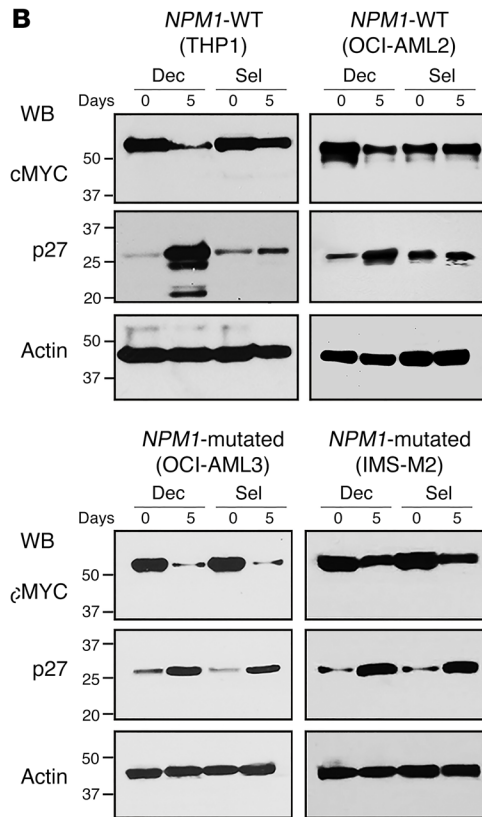 B
NPM1-WT
(THP1)
NPM1-WT
(OCI-AML2)
Dec Sel Dec Sel
Days 0 5 0 5 0 5 0 5
WB
cMYC
50
37
p27
37
25
20
Actin
50
37
NPM1-mutated
(OCI-AML3)
NPM1-mutated
(IMS-M2)
Dec Sel Dec Sel
Days 0 5 0 5 0 5 0 5
WB
cMYC
50
37
p27
37
25
20
Actin
50
37